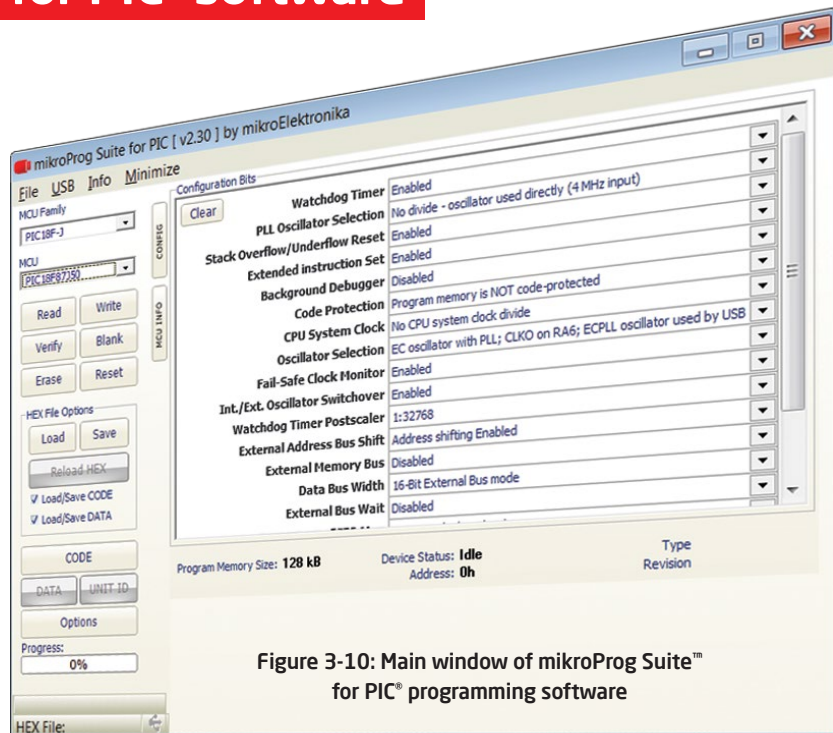 for PIC® software
mikroProg Suite for PIC [ v2.30 ] by mikroElektronika
File USB Info Minimize
MCU Family
PIC18F-J
MCU
PIC18F87J50
Read Write
Verify Blank
Erase Reset
HEX File Options
Load Save
Reload HEX
Load/Save CODE
Load/Save DATA
CODE
DATA UNIT ID
Options
Progress:
0%
HEX File:
CONFIG
MCU INFO
Configuration Bits
Clear
Watchdog Timer Enabled
PLL Oscillator Selection No divide - oscillator used directly (4 MHz input)
Stack Overflow/Underflow Reset Enabled
Extended instruction Set Enabled
Background Debugger Disabled
Code Protection Program memory is NOT code-protected
CPU System Clock No CPU system clock divide
Oscillator Selection EC oscillator with PLL; CLKO on RA6; ECPLL oscillator used by USB
Fail-Safe Clock Monitor Enabled
Int./Ext. Oscillator Switchover Enabled
Watchdog Timer Postscaler 1:32768
External Address Bus Shift Address shifting Enabled
External Memory Bus Disabled
Data Bus Width 16-Bit External Bus mode
External Bus Wait Disabled
Program Memory Size: 128 kB
Device Status: Idle
Address: 0h
Type
Revision
Figure 3-10: Main window of mikroProg Suite™
for PIC® programming software